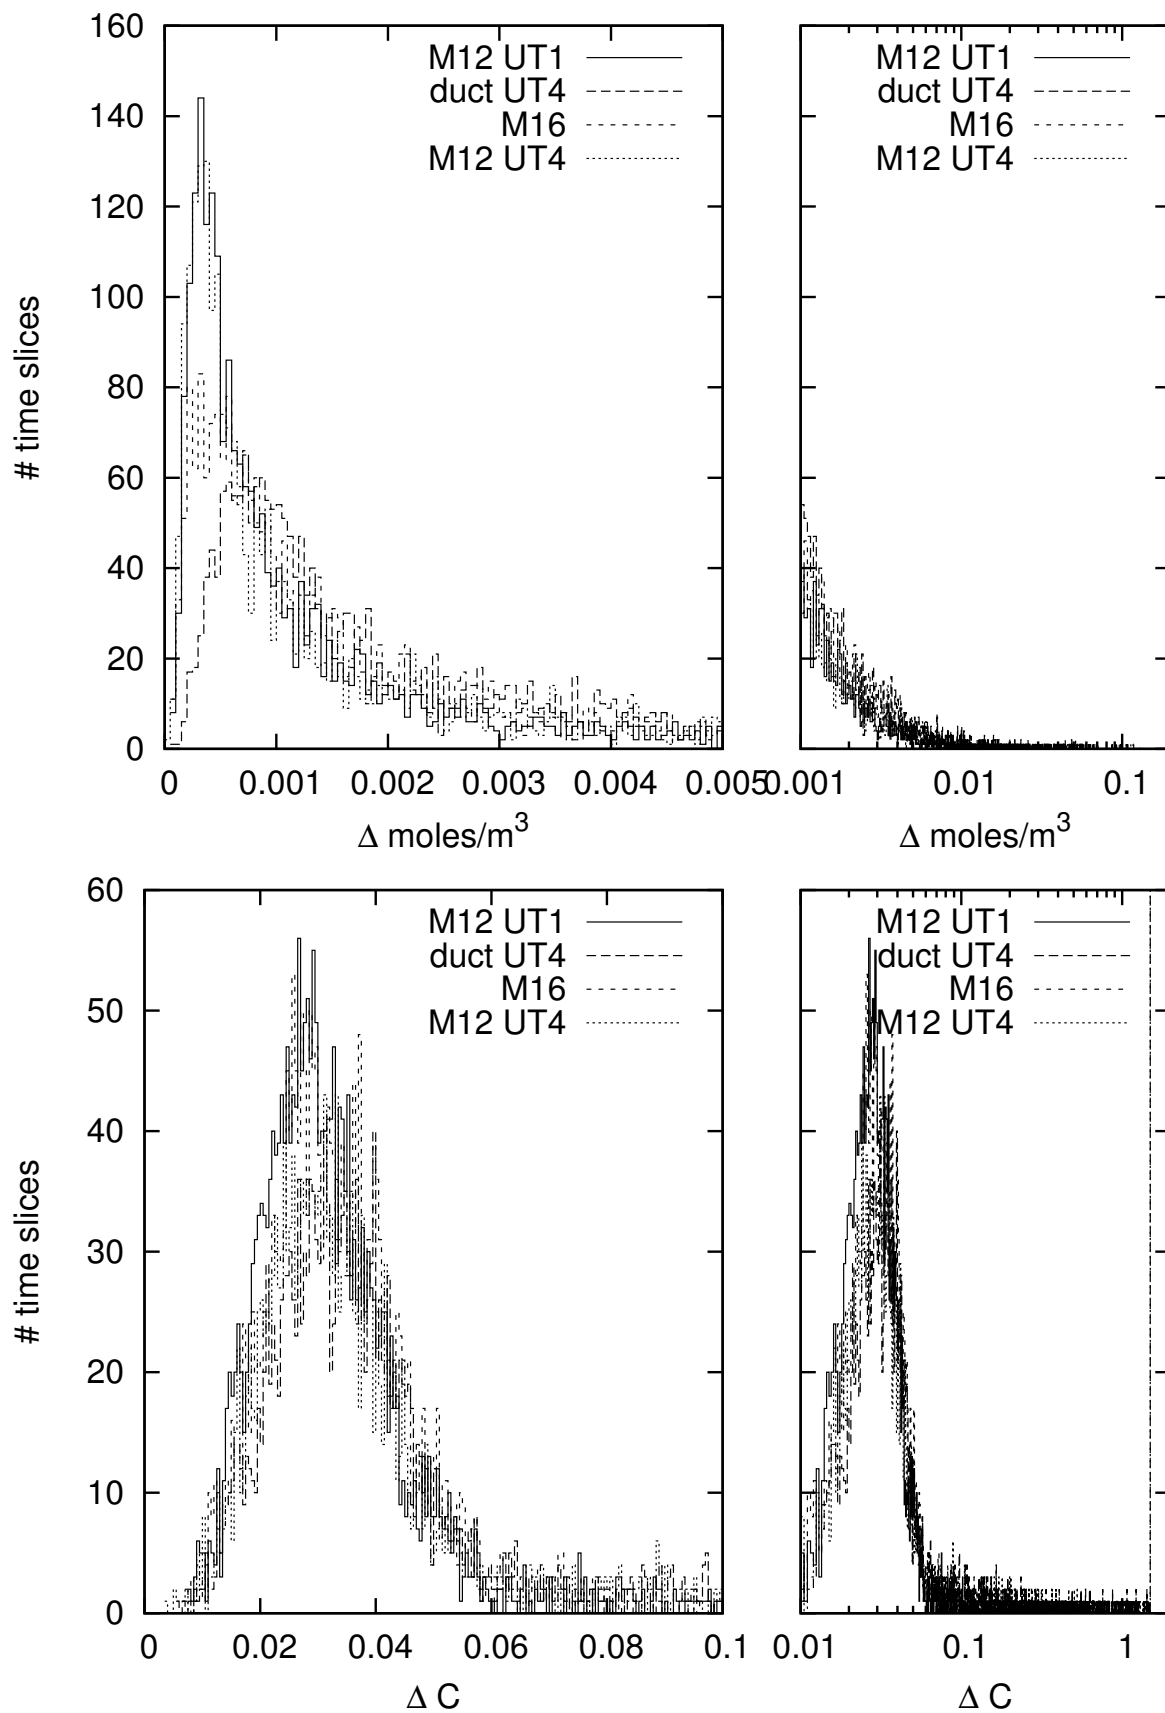 160
140
120
100
80
60
40
20
0
# time slices
M12 UT1
duct UT4
M16
M12 UT4
0 0.001 0.002 0.003 0.004 0.005
Δ moles/m³
M12 UT1
duct UT4
M16
M12 UT4
0.001 0.01 0.1
Δ moles/m³
60
50
40
30
20
10
0
# time slices
M12 UT1
duct UT4
M16
M12 UT4
0 0.02 0.04 0.06 0.08 0.1
Δ C
M12 UT1
duct UT4
M16
M12 UT4
0.01 0.1 1
Δ C